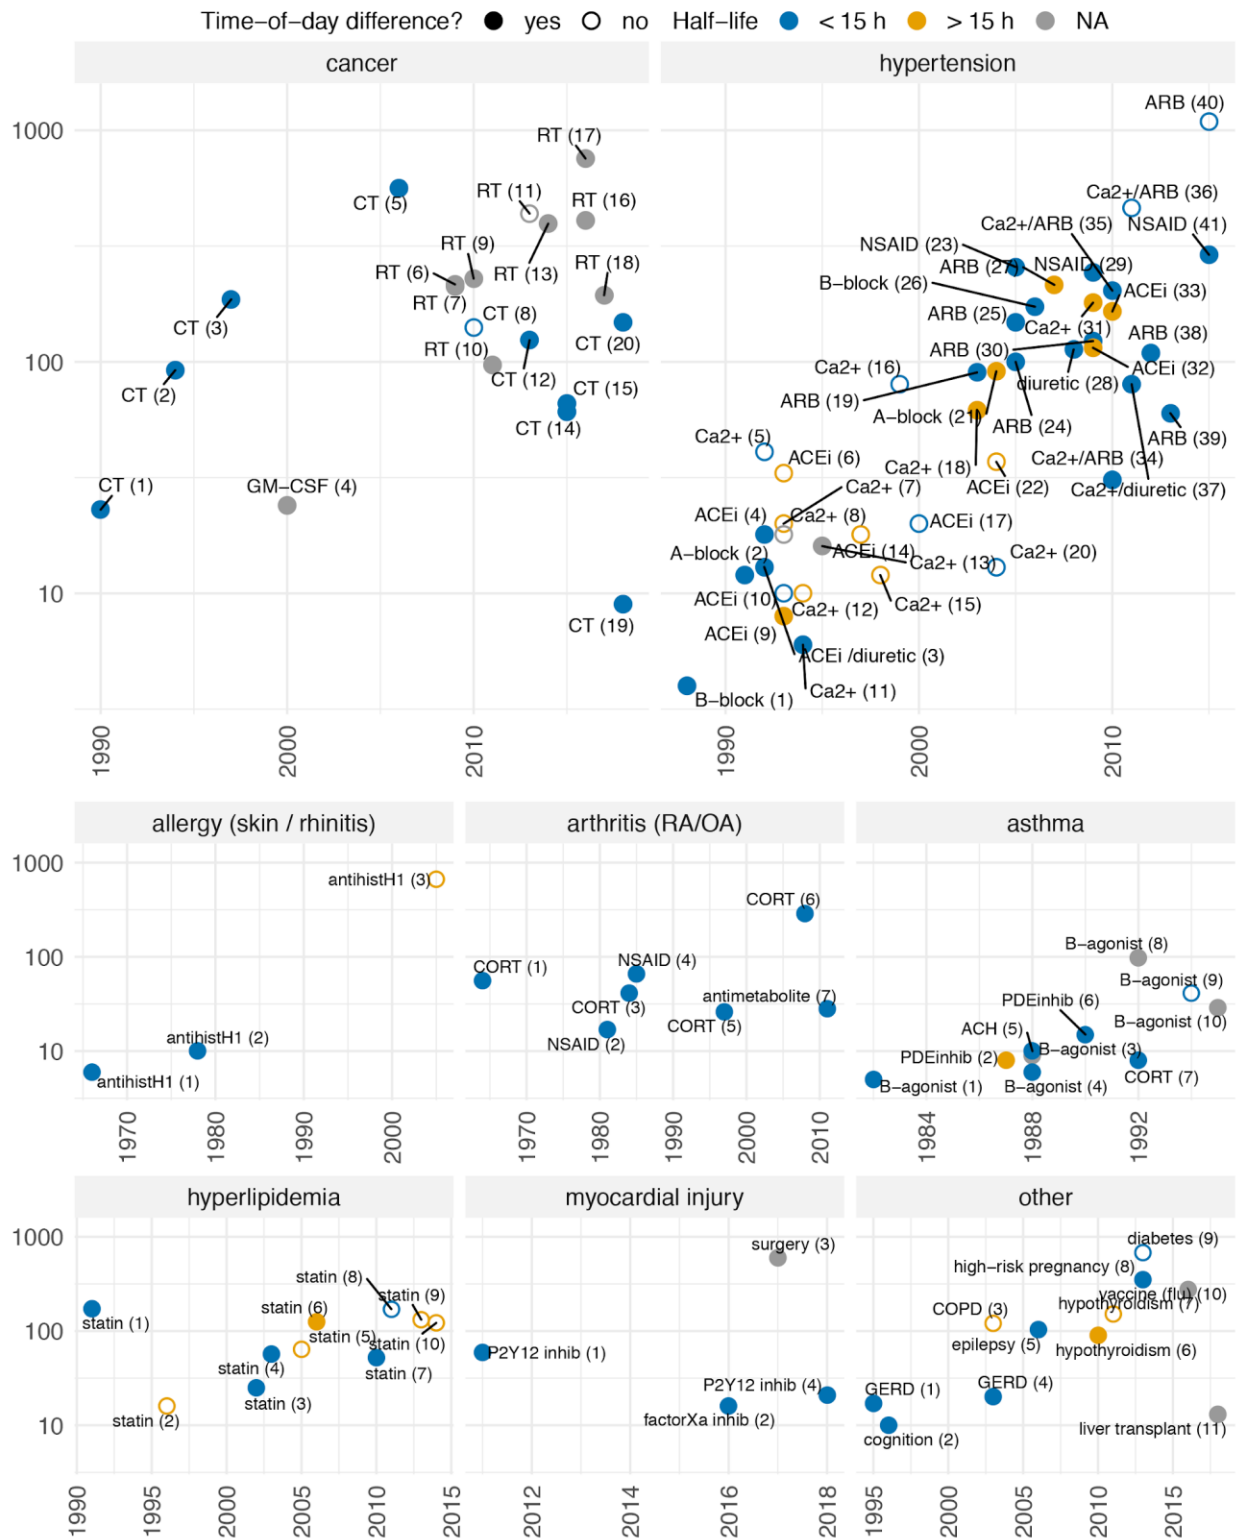 Time−of−day difference? yes no Half−life < 15 h > 15 h NA
cancer
hypertension
1000
100
10
RT (17)
RT (11)
CT (5)
RT (16)
RT (9)
RT (6)
RT (13)
RT (18)
RT (7)
CT (8)
CT (3)
RT (10)
CT (20)
CT (2)
CT (12)
CT (15)
CT (14)
CT (1)
GM−CSF (4)
CT (19)
1990
2000
2010
ARB (40)
Ca2+/ARB (36)
Ca2+/ARB (35)
NSAID (41)
NSAID (23)
ARB (27)
NSAID (29)
B−block (26)
ACEi (33)
ARB (25)
Ca2+ (31)
ARB (38)
ARB (30)
Ca2+ (16)
ACEi (32)
diuretic (28)
ARB (19)
A−block (21)
ARB (24)
ARB (39)
Ca2+ (5)
ACEi (6)
Ca2+ (18)
Ca2+/ARB (34)
ACEi (22)
Ca2+/diuretic (37)
Ca2+ (7)
ACEi (4)
Ca2+ (8)
ACEi (17)
A−block (2)
ACEi (14)
Ca2+ (13)
Ca2+ (20)
ACEi (10)
Ca2+ (12)
Ca2+ (15)
ACEi (9)
ACEi /diuretic (3)
Ca2+ (11)
B−block (1)
1990
2000
2010
allergy (skin / rhinitis)
arthritis (RA/OA)
asthma
1000
100
10
antihistH1 (3)
antihistH1 (2)
antihistH1 (1)
1970
1980
1990
2000
CORT (6)
CORT (1)
NSAID (4)
CORT (3)
antimetabolite (7)
NSAID (2)
CORT (5)
1970
1980
1990
2000
2010
B−agonist (8)
B−agonist (9)
PDEinhib (6)
B−agonist (10)
ACH (5)
B−agonist (3)
PDEinhib (2)
CORT (7)
B−agonist (1)
B−agonist (4)
1984
1988
1992
hyperlipidemia
myocardial injury
other
1000
100
10
statin (8)
statin (9)
statin (6)
statin (1)
statin (5)
statin (10)
statin (4)
statin (7)
statin (3)
statin (2)
1990
1995
2000
2005
2010
2015
surgery (3)
P2Y12 inhib (1)
P2Y12 inhib (4)
factorXa inhib (2)
2012
2014
2016
2018
diabetes (9)
high−risk pregnancy (8)
vaccine (flu) (10)
COPD (3)
hypothyroidism (7)
epilepsy (5)
hypothyroidism (6)
GERD (1)
GERD (4)
liver transplant (11)
cognition (2)
1995
2000
2005
2010
2015